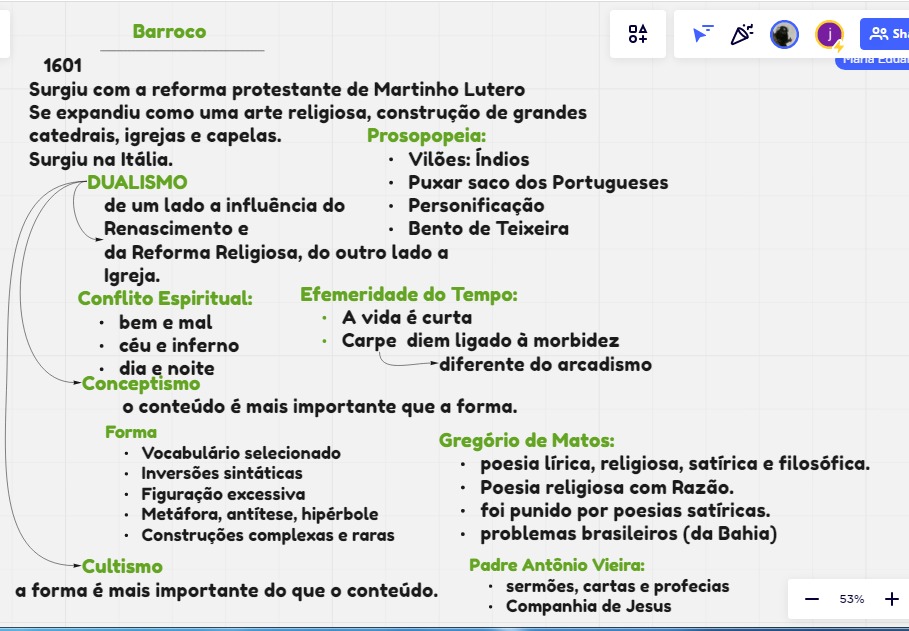 Barroco
1601
Surgiu com a reforma protestante de Martinho Lutero
Se expandiu como uma arte religiosa, construção de grandes
catedrais, igrejas e capelas.
Surgiu na Itália.
DUALISMO
de um lado a influência do
Renascimento e
da Reforma Religiosa, do outro lado a
Igreja.
Prosopopeia:
• Vilões: Índios
• Puxar saco dos Portugueses
• Personificação
• Bento de Teixeira
Conflito Espiritual:
• bem e mal
• céu e inferno
• dia e noite
Efemeridade do Tempo:
• A vida é curta
• Carpe diem ligado à morbidez
diferente do arcadismo
Conceptismo
o conteúdo é mais importante que a forma.
Forma
• Vocabulário selecionado
• Inversões sintáticas
• Figuração excessiva
• Metáfora, antítese, hipérbole
• Construções complexas e raras
Cultismo
a forma é mais importante do que o conteúdo.
Gregório de Matos:
• poesia lírica, religiosa, satírica e filosófica.
• Poesia religiosa com Razão.
• foi punido por poesias satíricas.
• problemas brasileiros (da Bahia)
Padre Antônio Vieira:
• sermões, cartas e profecias
• Companhia de Jesus
j
Sha
Maria Eduar
53%